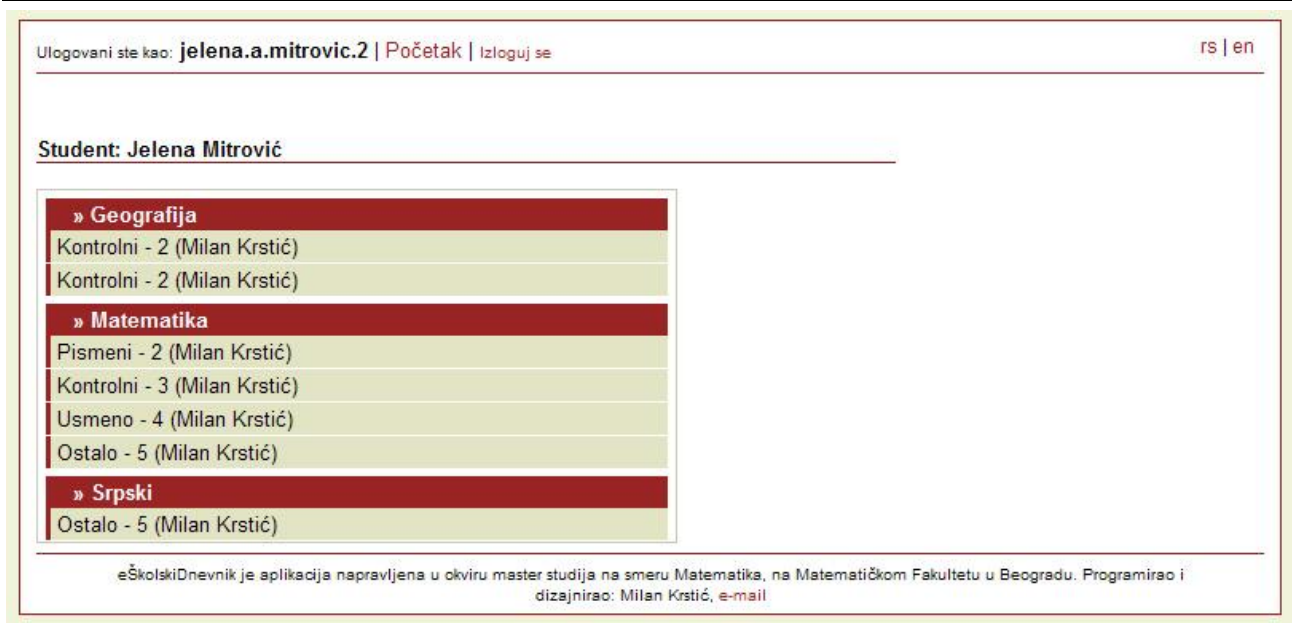 Ulogovani ste kao: jelena.a.mitrovic.2 | Početak | Izloguj se rs | en
Student: Jelena Mitrović
» Geografija
Kontrolni - 2 (Milan Krstić)
Kontrolni - 2 (Milan Krstić)
» Matematika
Pismeni - 2 (Milan Krstić)
Kontrolni - 3 (Milan Krstić)
Usmeno - 4 (Milan Krstić)
Ostalo - 5 (Milan Krstić)
» Srpski
Ostalo - 5 (Milan Krstić)
eŠkolskiDnevnik je aplikacija napravljena u okviru master studija na smeru Matematika, na Matematičkom Fakultetu u Beogradu. Programirao i
dizajnirao: Milan Krstić, e-mail